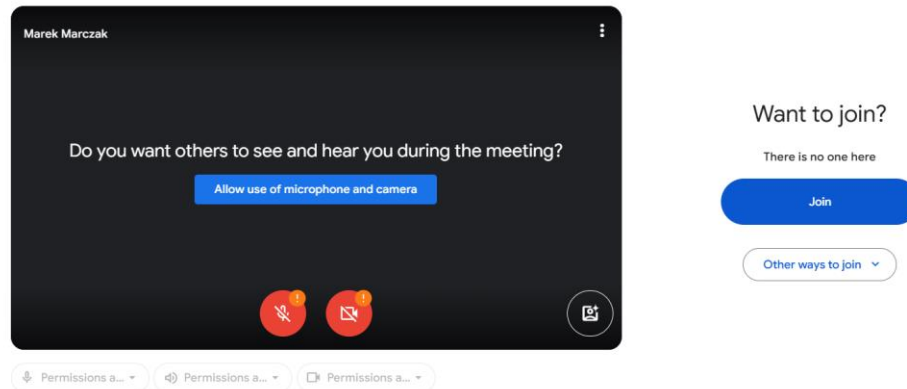 Marek Marczak
Do you want others to see and hear you during the meeting?
Allow use of microphone and camera
Want to join?
There is no one here
Join
Other ways to join
Permissions a...
Permissions a...
Permissions a...